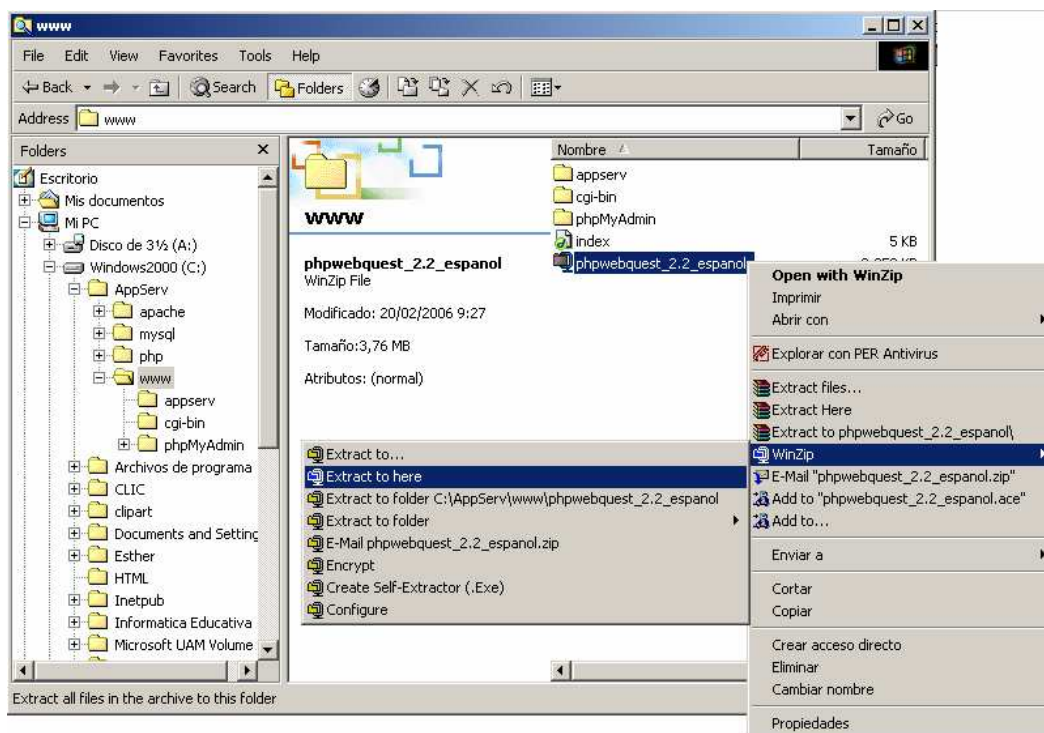 www
File Edit View Favorites Tools Help
Back Search Folders
Address www Go
Folders
Escritorio
Mis documentos
Mi PC
Disco de 3½ (A:)
Windows2000 (C:)
AppServ
apache
mysql
php
www
appserv
cgi-bin
phpMyAdmin
Archivos de programa
CLIC
clipart
Documents and Setting
Esther
HTML
Inetpub
Informatica Educativa
Microsoft UAM Volume
www
phpwebquest_2.2_espanol
WinZip File
Modificado: 20/02/2006 9:27
Tamaño:3,76 MB
Atributos: (normal)
Nombre Tamaño
appserv
cgi-bin
phpMyAdmin
index 5 KB
phpwebquest_2.2_espanol
Open with WinZip
Imprimir
Abrir con
Explorar con PER Antivirus
Extract files...
Extract Here
Extract to phpwebquest_2.2_espanol\
WinZip
E-Mail "phpwebquest_2.2_espanol.zip"
Add to "phpwebquest_2.2_espanol.ace"
Add to...
Enviar a
Cortar
Copiar
Crear acceso directo
Eliminar
Cambiar nombre
Propiedades
Extract to...
Extract to here
Extract to folder C:\AppServ\www\phpwebquest_2.2_espanol
Extract to folder
E-Mail phpwebquest_2.2_espanol.zip
Encrypt
Create Self-Extractor (.Exe)
Configure
Extract all files in the archive to this folder